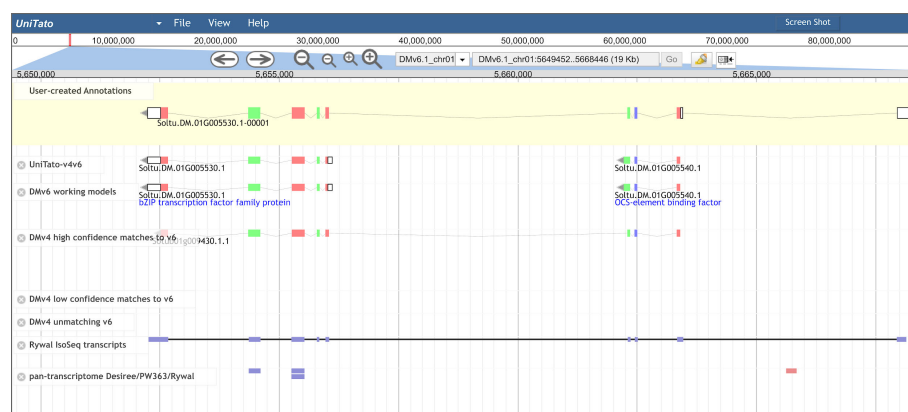 UniTato File View Help Screen Shot
0 10,000,000 20,000,000 30,000,000 40,000,000 50,000,000 60,000,000 70,000,000 80,000,000
DMv6.1_chr01 DMv6.1_chr01:5649452..5668446 (19 Kb) Go
5,650,000 5,655,000 5,660,000 5,665,000
User-created Annotations
Soltu.DM.01G005530.1-00001
UniTato-v4v6
Soltu.DM.01G005530.1 Soltu.DM.01G005540.1
DMv6 working models
Soltu.DM.01G005530.1 Soltu.DM.01G005540.1
bZIP transcription factor family protein OCS-element binding factor
DMv4 high confidence matches to v6
Sotub01g009430.1.1
DMv4 low confidence matches to v6
DMv4 unmatching v6
Rywal IsoSeq transcripts
pan-transcriptome Desiree/PW363/Rywal